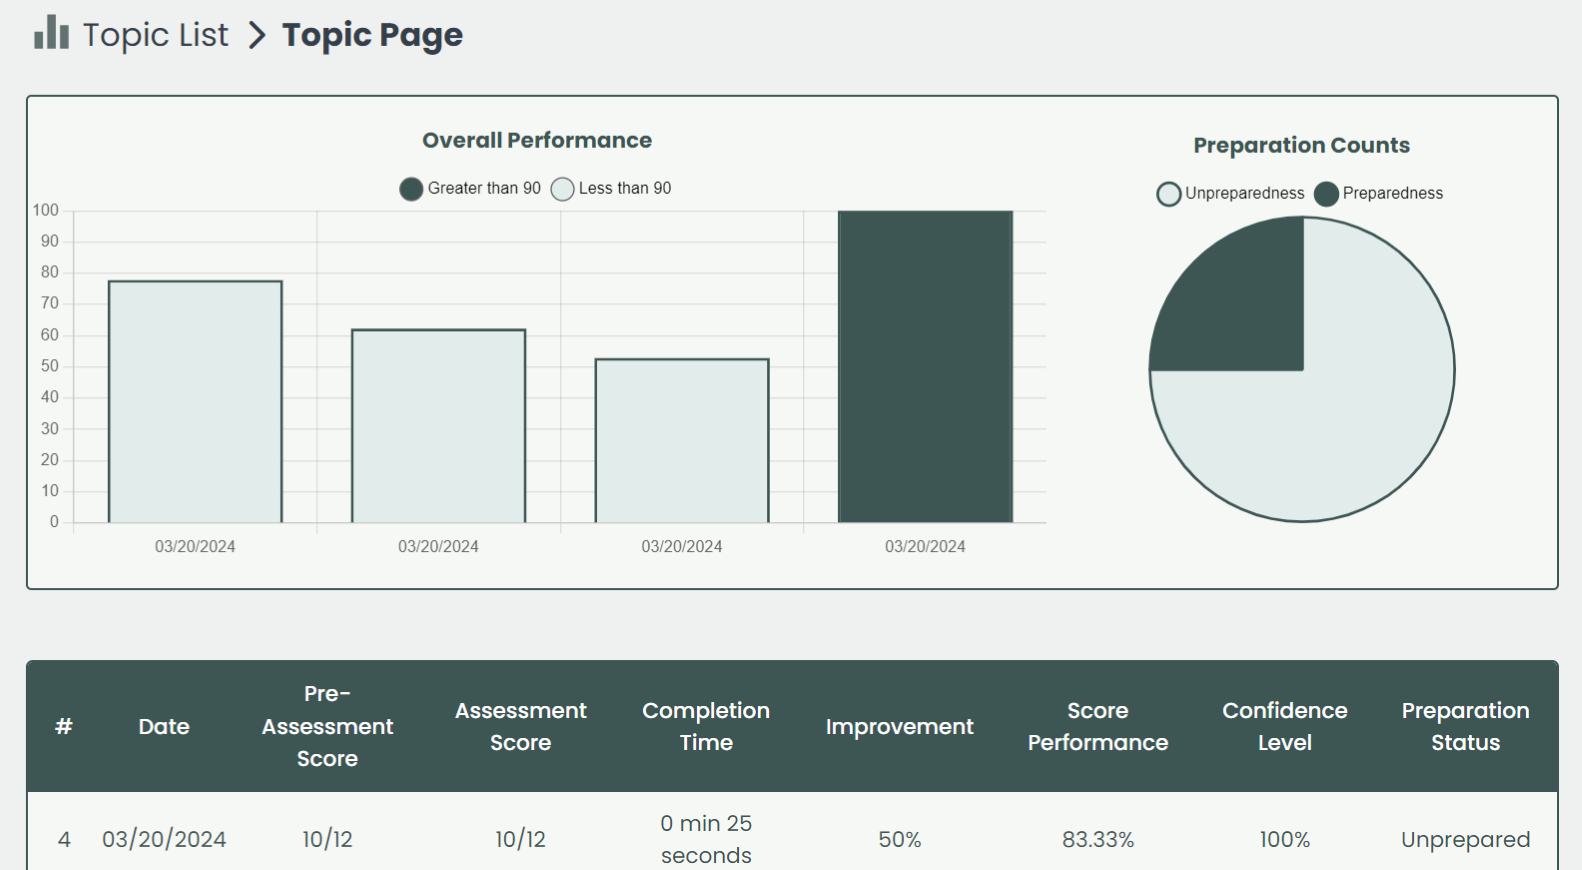 Topic List > Topic Page
Overall Performance
Greater than 90 Less than 90
100
90
80
70
60
50
40
30
20
10
0
03/20/2024 03/20/2024 03/20/2024 03/20/2024
Preparation Counts
Unpreparedness Preparedness
#
Date
Pre-
Assessment
Score
Assessment
Score
Completion
Time
Improvement
Score
Performance
Confidence
Level
Preparation
Status
4
03/20/2024
10/12
10/12
0 min 25
seconds
50%
83.33%
100%
Unprepared